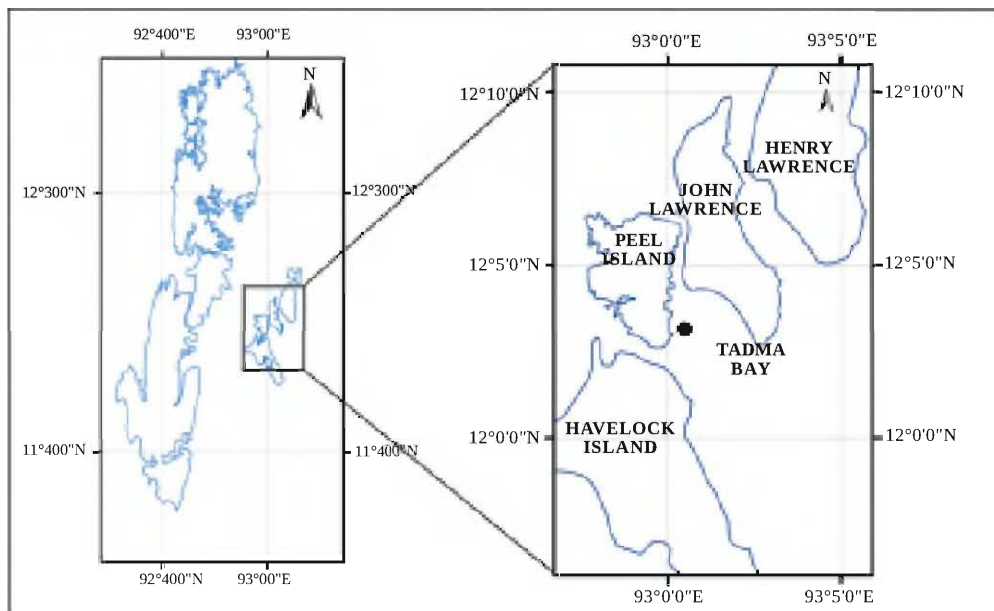 92°400"E
93°00"E
N
12°300"N
12°300"N
11°400"N
11°400"N
92°400"N
93°00"E
93°0'0"E
93°5'0"E
N
12°10'0"N
12°10'0"N
HENRY
LAWRENCE
JOHN
LAWRENCE
PEEL
ISLAND
12°5'0"N
12°5'0"N
TADMA
BAY
HAVELOCK
ISLAND
12°0'0"N
12°0'0"N
93°0'0"E
93°5'0"E